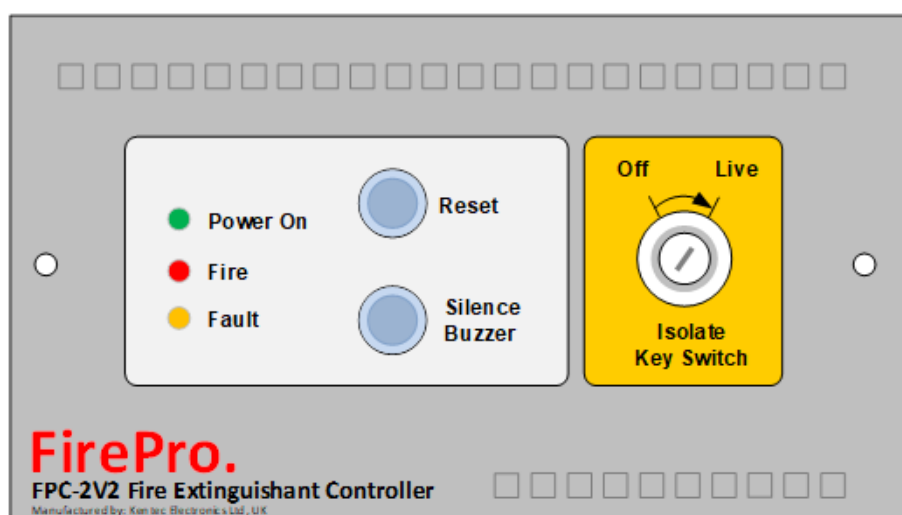 Off Live
Power On
Reset
Fire
Fault
Silence
Buzzer
Isolate
Key Switch
FirePro.
FPC-2V2 Fire Extinguishant Controller
Manufactured by: Kentec Electronics Ltd, UK